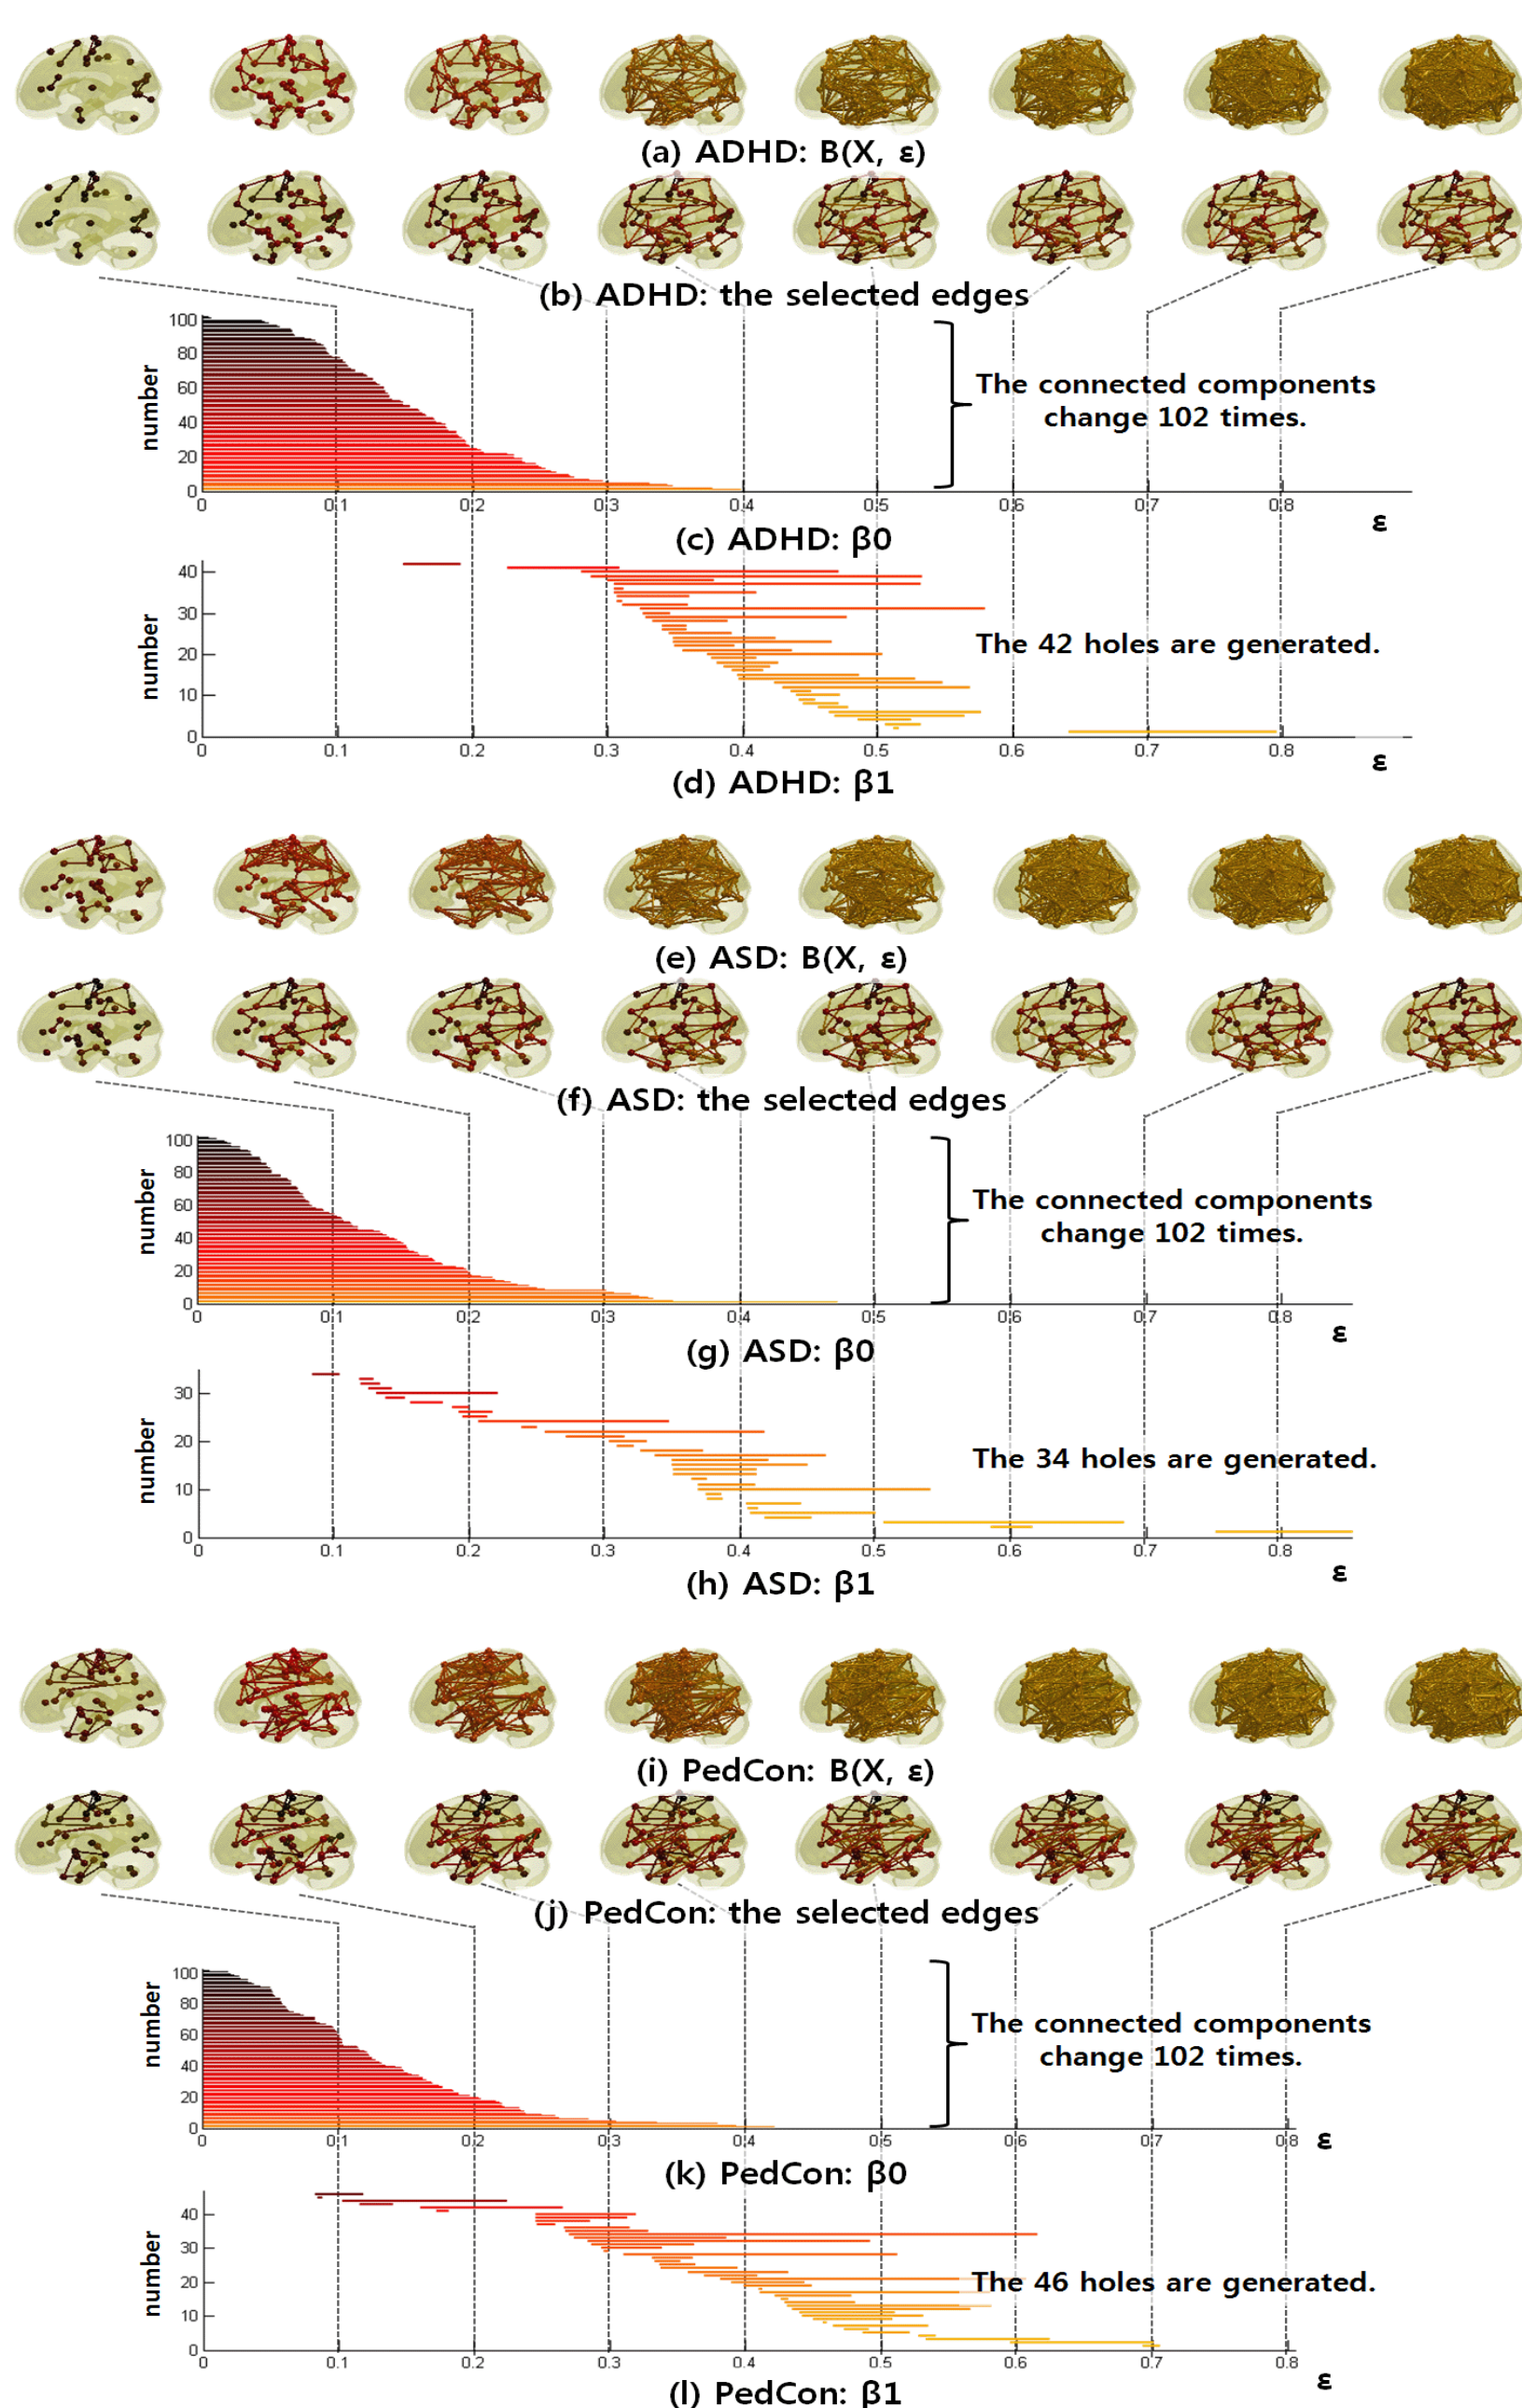 (a) ADHD: B(X, ε)
(b) ADHD: the selected edges
100
80
60
40
20
0
number
The connected components
change 102 times.
0 0.1 0.2 0.3 0.4 0.5 0.6 0.7 0.8 ε
(c) ADHD: β0
40
30
20
10
0
number
The 42 holes are generated.
0 0.1 0.2 0.3 0.4 0.5 0.6 0.7 0.8 ε
(d) ADHD: β1
(e) ASD: B(X, ε)
(f) ASD: the selected edges
100
80
60
40
20
0
number
The connected components
change 102 times.
0 0.1 0.2 0.3 0.4 0.5 0.6 0.7 0.8 ε
(g) ASD: β0
30
20
10
0
number
The 34 holes are generated.
0 0.1 0.2 0.3 0.4 0.5 0.6 0.7 0.8 ε
(h) ASD: β1
(i) PedCon: B(X, ε)
(j) PedCon: the selected edges
100
80
60
40
20
0
number
The connected components
change 102 times.
0 0.1 0.2 0.3 0.4 0.5 0.6 0.7 0.8 ε
(k) PedCon: β0
40
30
20
10
0
number
The 46 holes are generated.
0 0.1 0.2 0.3 0.4 0.5 0.6 0.7 0.8 ε
(l) PedCon: β1